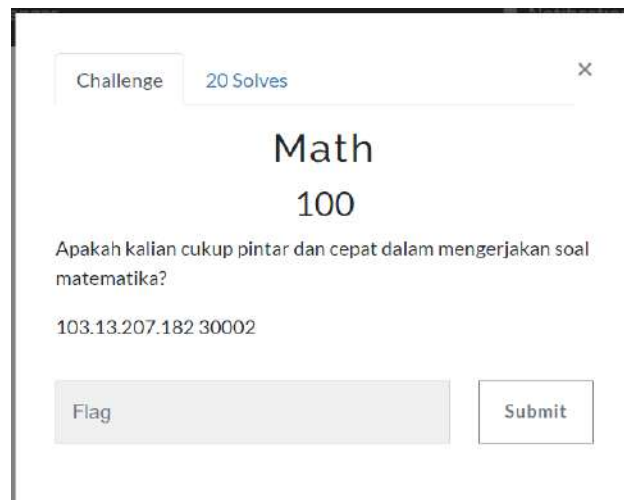 Challenge
20 Solves
×
Math
100
Apakah kalian cukup pintar dan cepat dalam mengerjakan soal
matematika?
103.13.207.182 30002
Flag
Submit